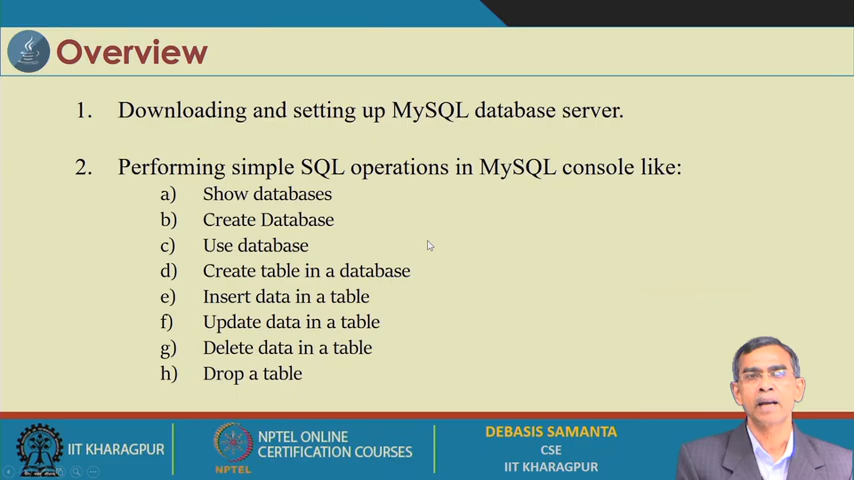 Overview
1. Downloading and setting up MySQL database server.
2. Performing simple SQL operations in MySQL console like:
a) Show databases
b) Create Database
c) Use database
d) Create table in a database
e) Insert data in a table
f) Update data in a table
g) Delete data in a table
h) Drop a table
IIT KHARAGPUR
NPTEL
NPTEL ONLINE
CERTIFICATION COURSES
DEBASIS SAMANTA
CSE
IIT KHARAGPUR